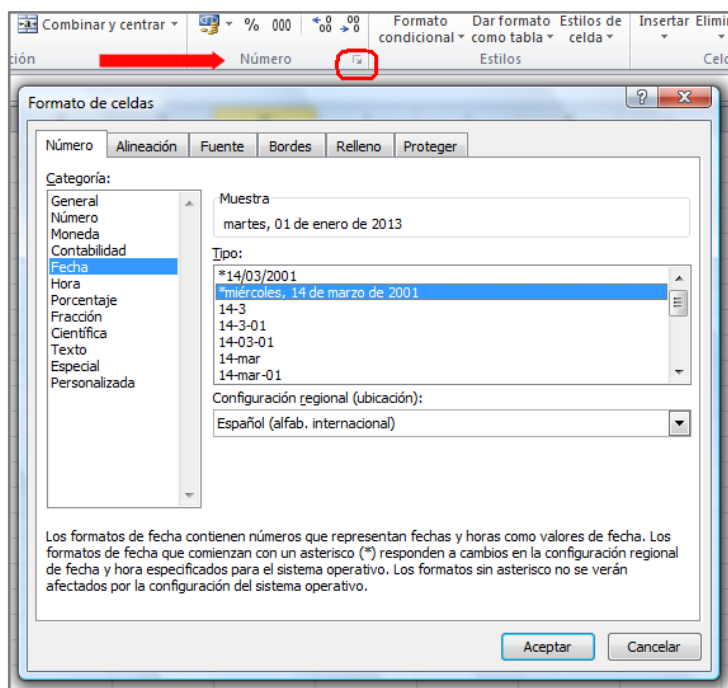 Combinar y centrar
% 000
Formato condicional
Dar formato como tabla
Estilos de celda
Insertar
ción
Número
Estilos
Formato de celdas
Número Alineación Fuente Bordes Relleno Proteger
Categoría:
General
Número
Moneda
Contabilidad
Fecha
Hora
Porcentaje
Fracción
Científica
Texto
Especial
Personalizada
Muestra
martes, 01 de enero de 2013
Tipo:
*14/03/2001
*miércoles, 14 de marzo de 2001
14-3
14-3-01
14-03-01
14-mar
14-mar-01
Configuración regional (ubicación):
Español (alfab. internacional)
Los formatos de fecha contienen números que representan fechas y horas como valores de fecha. Los
formatos de fecha que comienzan con un asterisco (*) responden a cambios en la configuración regional
de fecha y hora especificados para el sistema operativo. Los formatos sin asterisco no se verán
afectados por la configuración del sistema operativo.
Aceptar Cancelar